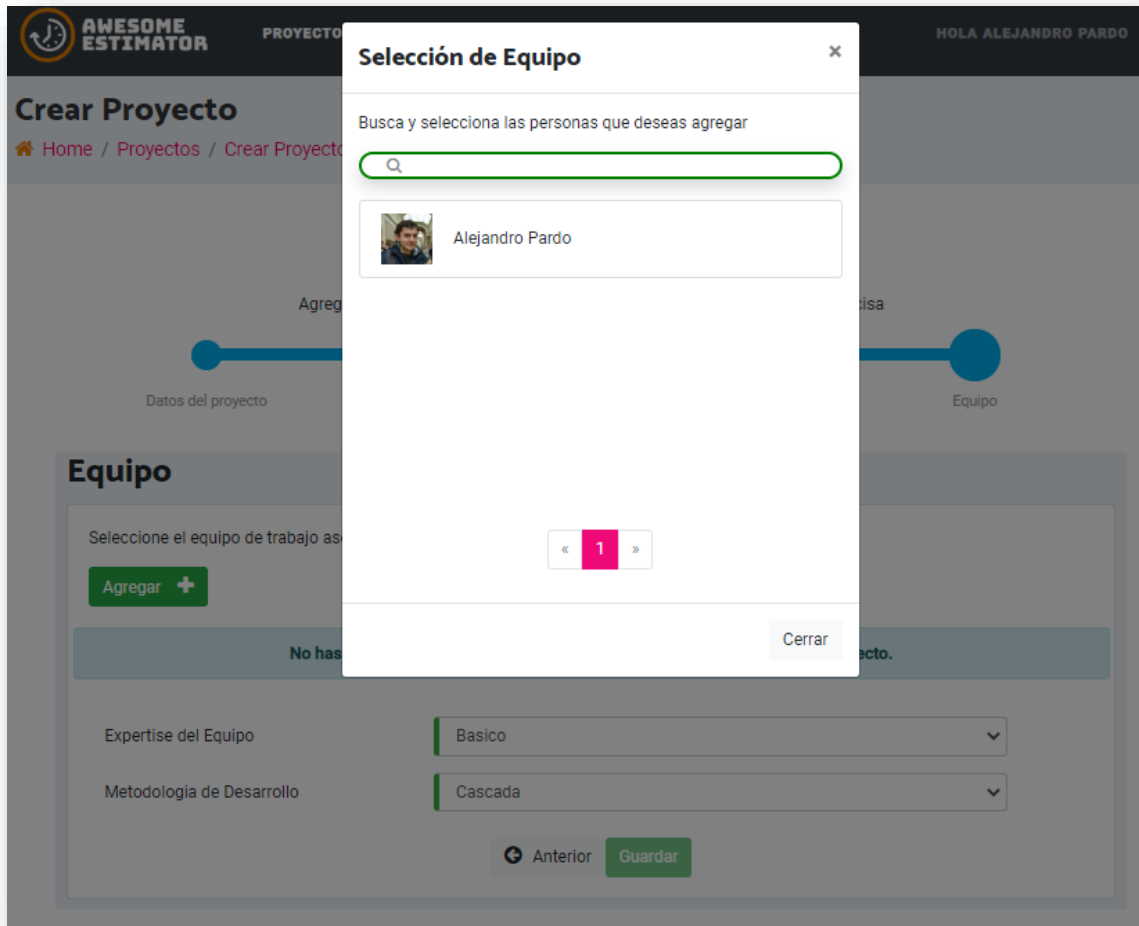 AWESOME
ESTIMATOR
PROYECTO
HOLA ALEJANDRO PARDO
Crear Proyecto
Home / Proyectos / Crear Proyecto
Selección de Equipo
×
Busca y selecciona las personas que deseas agregar
Alejandro Pardo
« 1 »
Cerrar
Agreg
cisa
Datos del proyecto
Equipo
Equipo
Seleccione el equipo de trabajo aso
Agregar +
No has
ecto.
Expertise del Equipo
Basico
Metodologia de Desarrollo
Cascada
Anterior
Guardar